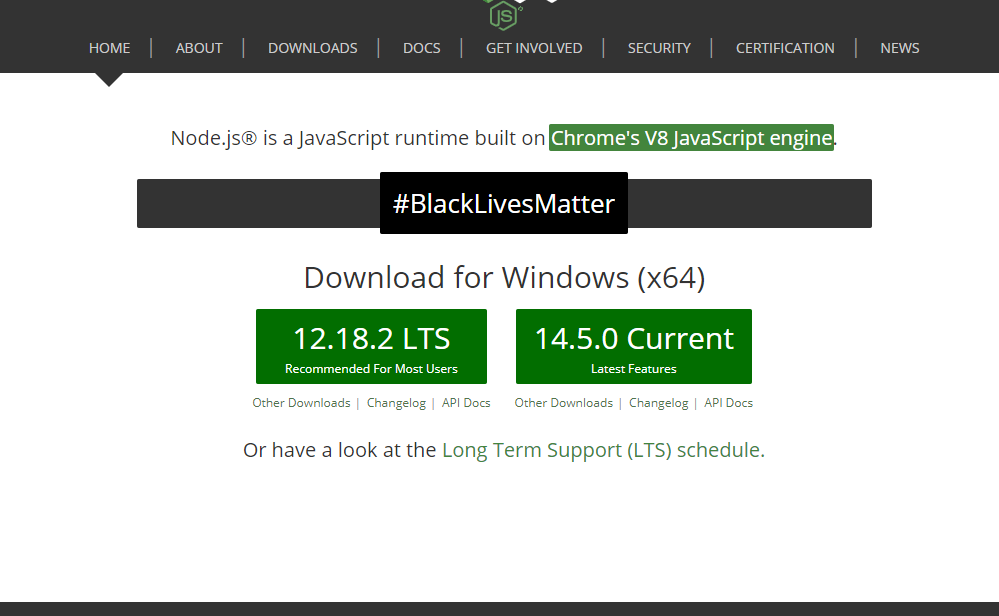 JS
HOME | ABOUT | DOWNLOADS | DOCS | GET INVOLVED | SECURITY | CERTIFICATION | NEWS
Node.js® is a JavaScript runtime built on Chrome's V8 JavaScript engine.
#BlackLivesMatter
Download for Windows (x64)
12.18.2 LTS 14.5.0 Current
Recommended For Most Users Latest Features
Other Downloads | Changelog | API Docs Other Downloads | Changelog | API Docs
Or have a look at the Long Term Support (LTS) schedule.